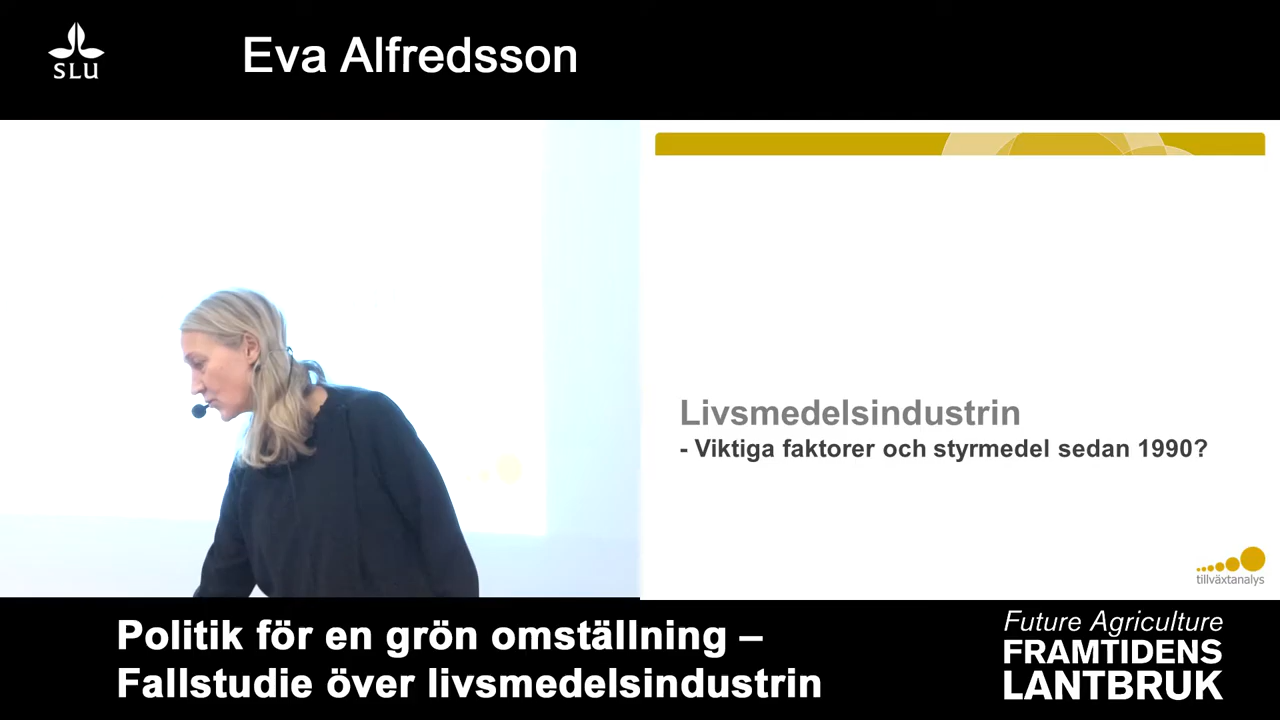 SLU
Eva Alfredsson
Livsmedelsindustrin
- Viktiga faktorer och styrmedel sedan 1990?
tillväxtanalys
Politik för en grön omställning –
Fallstudie över livsmedelsindustrin
Future Agriculture
FRAMTIDENS
LANTBRUK